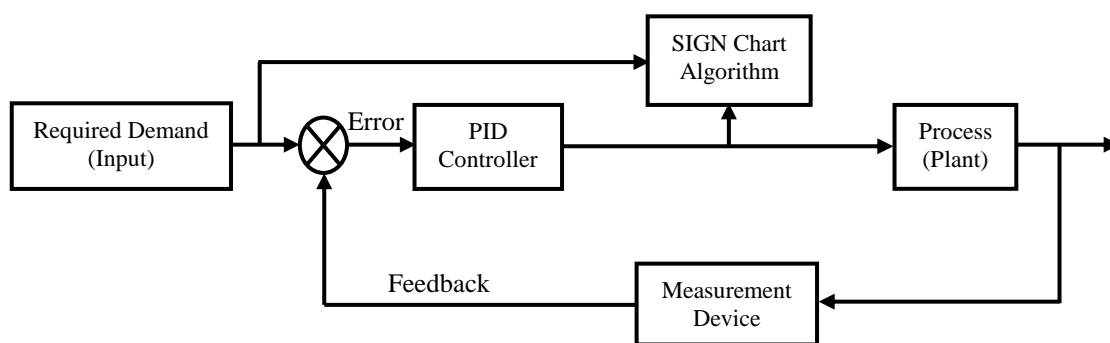 SIGN Chart
Algorithm
Required Demand
(Input)
Error
PID
Controller
Process
(Plant)
Feedback
Measurement
Device